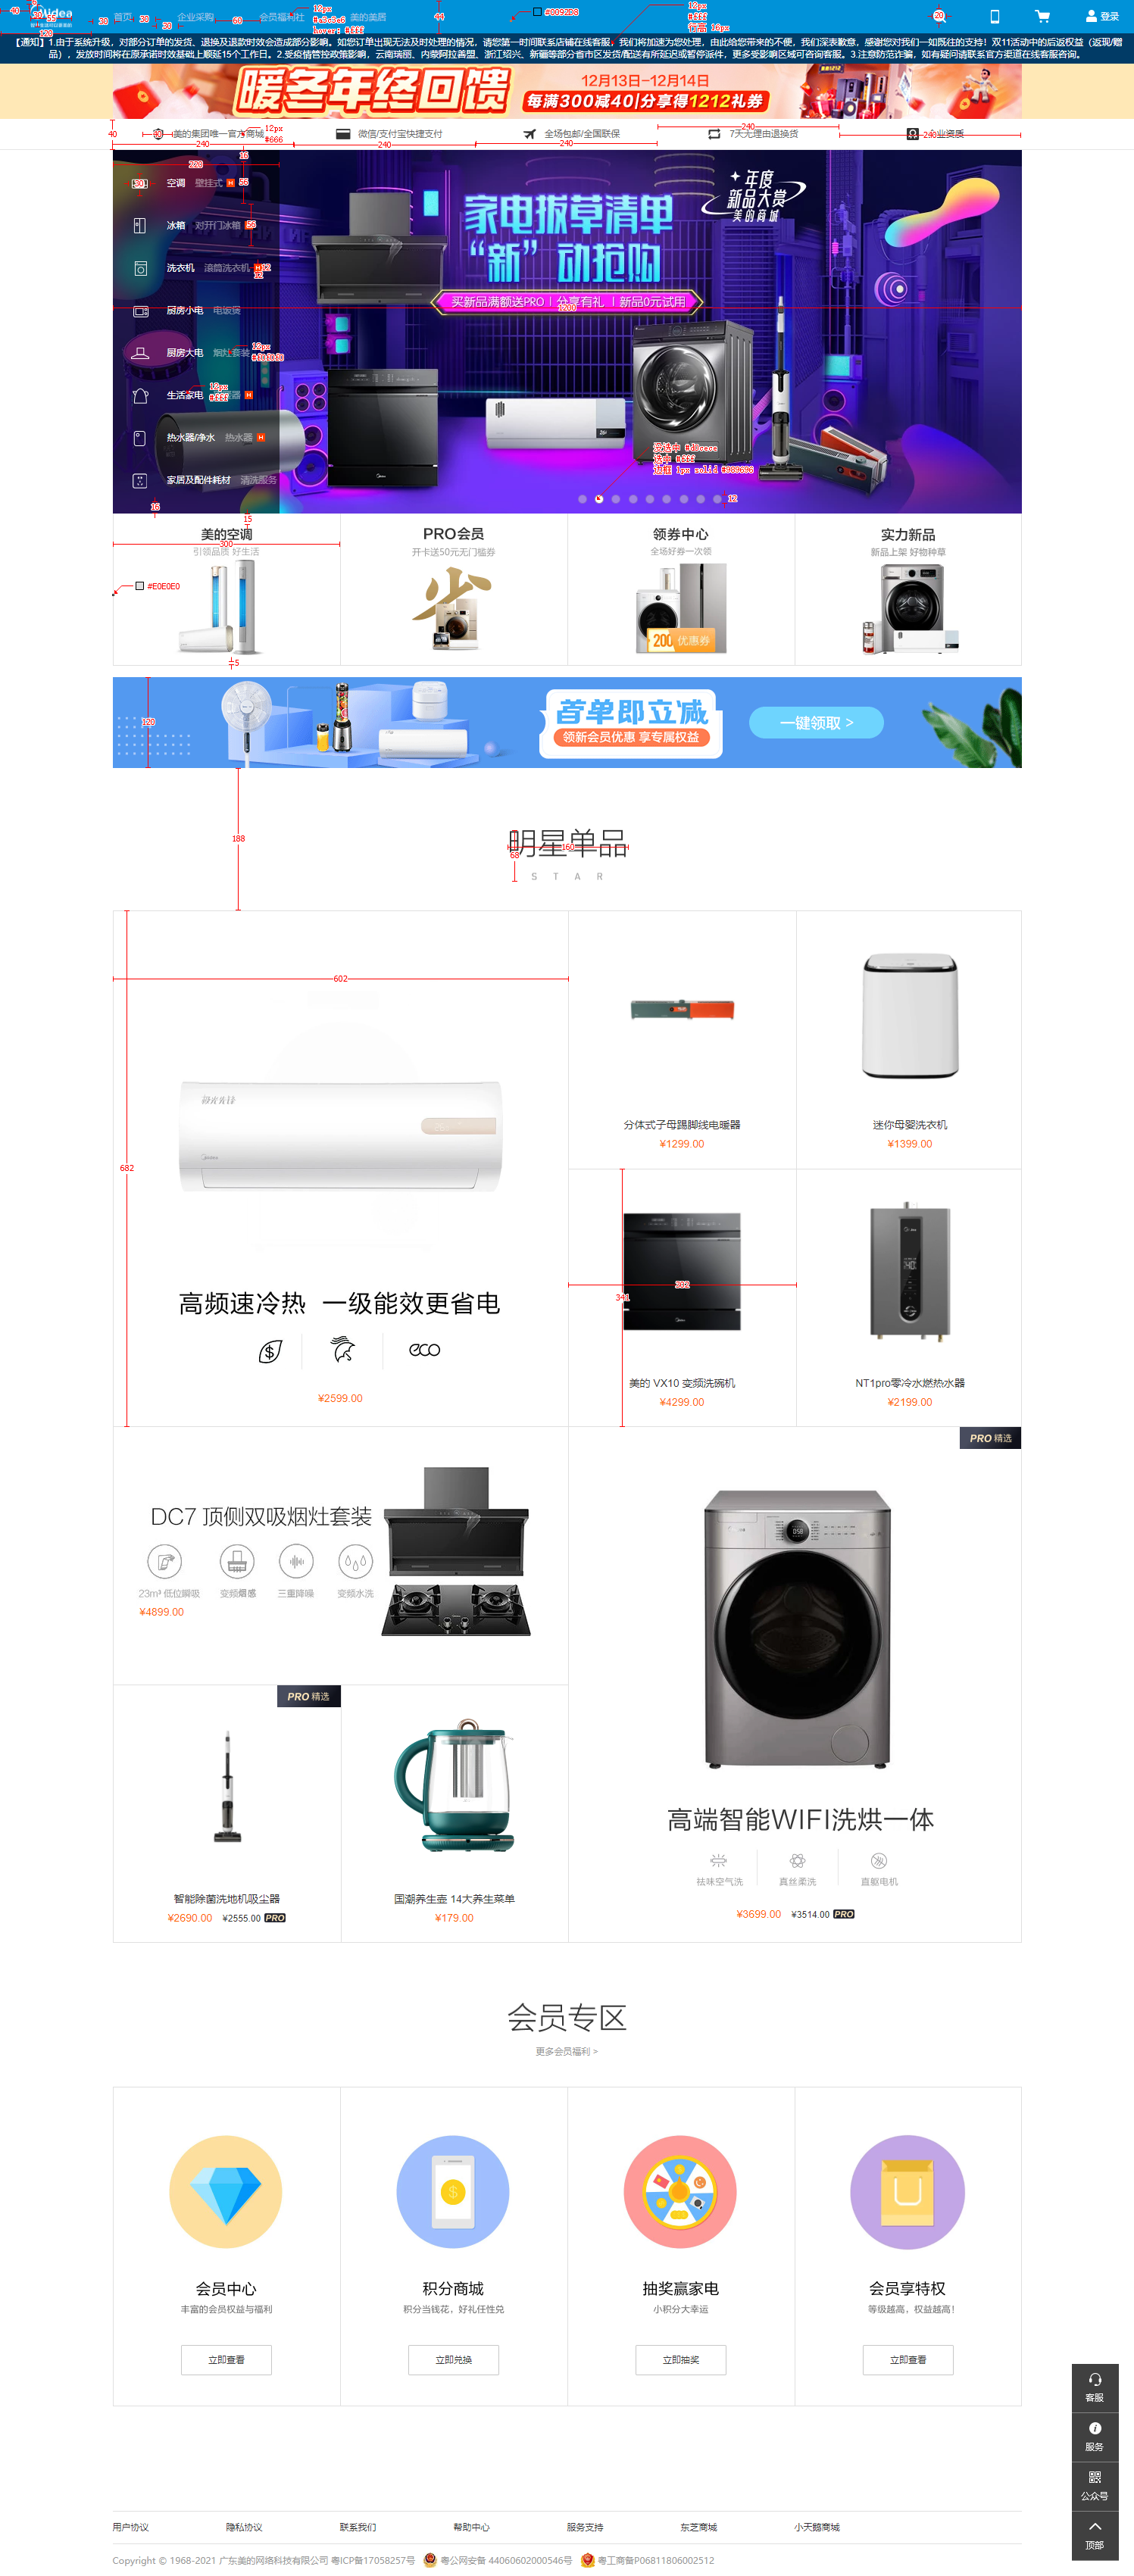 Midea
首页 企业采购 会员福利社 美的美居 登录
12px
#c3c3c6
hover: #fff
#0092D8
12px
#fff
【通知】1.由于系统升级，对部分订单的发货、退换及退款时效会造成部分影响。如您订单出现无法及时处理的情况，请您第一时间联系店铺在线客服，我们将加速为您处理，由此给您带来的不便，我们深表歉意，感谢您对我们一如既往的支持！双11活动中的后返权益（返现/赠
品），发放时间将在原承诺时效基础上顺延15个工作日。2.受疫情管控政策影响，云南瑞丽、内蒙阿拉善盟、浙江绍兴、新疆等部分省市区发货/配送有所延迟或暂停派件，更多受影响区域可咨询客服。3.注意防范诈骗，如有疑问请联系官方渠道在线客服咨询。
暖冬年终回馈
12月13日-12月14日
每满300减40|分享得1212礼券
美的集团唯一官方商城 微信/支付宝快捷支付 全场包邮/全国联保 7天无理由退换货
12px
#666
240 240 240 240 240
空调 壁挂式 H
冰箱 对开门冰箱
洗衣机 滚筒洗衣机 H
厨房小电 电饭煲
厨房大电 烟灶套装
生活家电 H
热水器/净水 热水器 H
家居及配件耗材 清洗服务
12px
12px
#fff
年度
新品大赏
美的商城
家电拔草清单
“新”动抢购
买新品满额送PRO | 分享有礼 | 新品0元试用
1200
选中 #fff
12
美的空调 PRO会员 领券中心 实力新品
引领品质 好生活 开卡送50元无门槛券 全场好券一次领 新品上架 好物种草
300
#E0E0E0
200 优惠券
5
120
首单即立减
领新会员优惠 享专属权益
一键领取 >
188
明星单品
68 160
STAR
602
682
分体式子母踢脚线电暖器 迷你母婴洗衣机
¥1299.00 ¥1399.00
341
高频速冷热 一级能效更省电
eco
¥2599.00
美的 VX10 变频洗碗机 NT1pro零冷水燃热水器
¥4299.00 ¥2199.00
PRO 精选
DC7 顶侧双吸烟灶套装
23m³ 低位瞬吸 变频烟感 三重降噪 变频水洗
¥4899.00
PRO 精选
高端智能WIFI洗烘一体
祛味空气洗 真丝柔洗 直驱电机
¥3699.00 ¥3514.00 PRO
智能除菌洗地机吸尘器 国潮养生壶 14大养生菜单
¥2690.00 ¥2555.00 PRO ¥179.00
会员专区
更多会员福利 >
会员中心 积分商城 抽奖赢家电 会员享特权
丰富的会员权益与福利 积分当钱花，好礼任性兑 小积分大幸运 等级越高，权益越高！
立即查看 立即兑换 立即抽奖 立即查看
客服
服务
公众号
顶部
用户协议 隐私协议 联系我们 帮助中心 服务支持 东芝商城 小天鹅商城
Copyright © 1968-2021 广东美的网络科技有限公司 粤ICP备17058257号 粤公网安备 44060602000546号 粤工商备P06811806002512